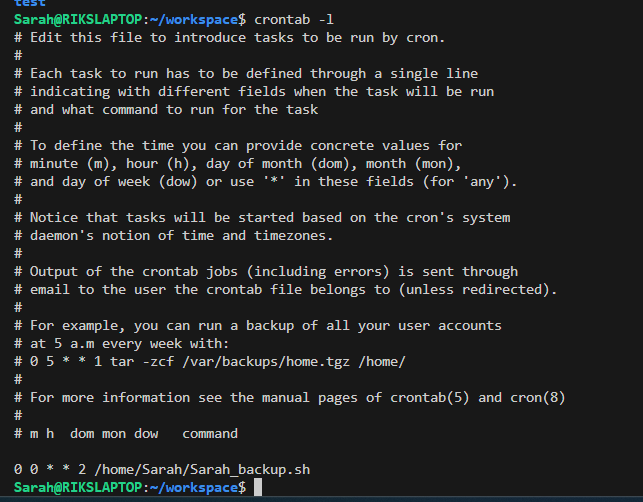 test
Sarah@RIKSLAPTOP:~/workspace$ crontab -l
# Edit this file to introduce tasks to be run by cron.
#
# Each task to run has to be defined through a single line
# indicating with different fields when the task will be run
# and what command to run for the task
#
# To define the time you can provide concrete values for
# minute (m), hour (h), day of month (dom), month (mon),
# and day of week (dow) or use '*' in these fields (for 'any').
#
# Notice that tasks will be started based on the cron's system
# daemon's notion of time and timezones.
#
# Output of the crontab jobs (including errors) is sent through
# email to the user the crontab file belongs to (unless redirected).
#
# For example, you can run a backup of all your user accounts
# at 5 a.m every week with:
# 0 5 * * 1 tar -zcf /var/backups/home.tgz /home/
#
# For more information see the manual pages of crontab(5) and cron(8)
#
# m h  dom mon dow   command

0 0 * * 2 /home/Sarah/Sarah_backup.sh
Sarah@RIKSLAPTOP:~/workspace$